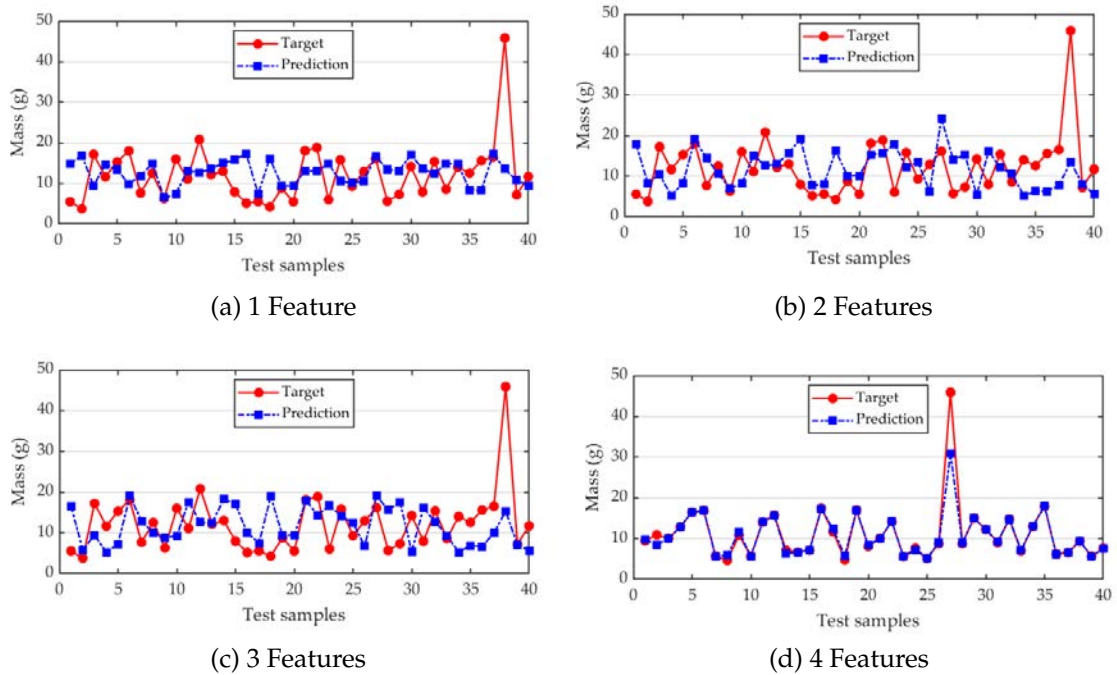 50
40
30
20
10
0
Mass (g)
Target
Prediction
0 5 10 15 20 25 30 35 40
Test samples
(a) 1 Feature
50
40
30
20
10
0
Mass (g)
Target
Prediction
0 5 10 15 20 25 30 35 40
Test samples
(b) 2 Features
50
40
30
20
10
0
Mass (g)
Target
Prediction
0 5 10 15 20 25 30 35 40
Test samples
(c) 3 Features
50
40
30
20
10
0
Mass (g)
Target
Prediction
0 5 10 15 20 25 30 35 40
Test samples
(d) 4 Features